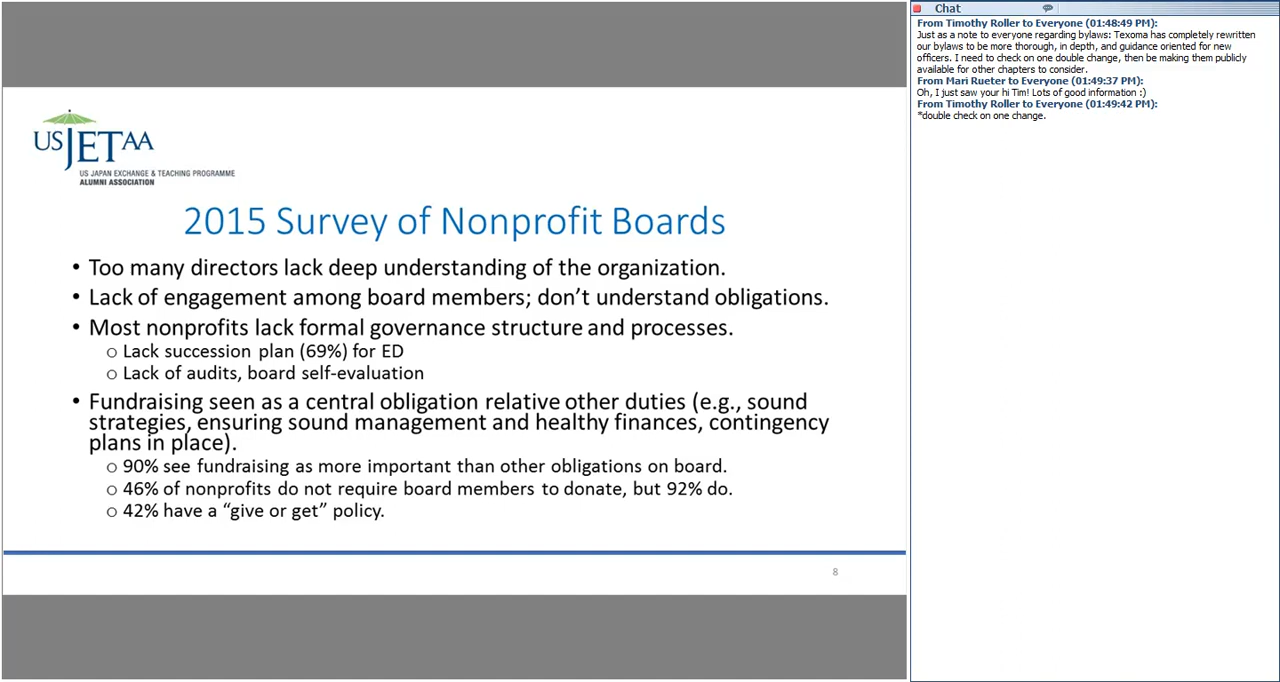 US JETAA
US JAPAN EXCHANGE & TEACHING PROGRAMME
ALUMNI ASSOCIATION
2015 Survey of Nonprofit Boards
• Too many directors lack deep understanding of the organization.
• Lack of engagement among board members; don’t understand obligations.
• Most nonprofits lack formal governance structure and processes.
o Lack succession plan (69%) for ED
o Lack of audits, board self-evaluation
• Fundraising seen as a central obligation relative other duties (e.g., sound
strategies, ensuring sound management and healthy finances, contingency
plans in place).
o 90% see fundraising as more important than other obligations on board.
o 46% of nonprofits do not require board members to donate, but 92% do.
o 42% have a “give or get” policy.
8
Chat
From Timothy Roller to Everyone (01:48:49 PM):
Just as a note to everyone regarding bylaws: Texoma has completely rewritten
our bylaws to be more thorough, in depth, and guidance oriented for new
officers. I need to check on one double change, then be making them publicly
available for other chapters to consider.
From Mari Rueter to Everyone (01:49:37 PM):
Oh, I just saw your hi Tim! Lots of good information :)
From Timothy Roller to Everyone (01:49:42 PM):
*double check on one change.